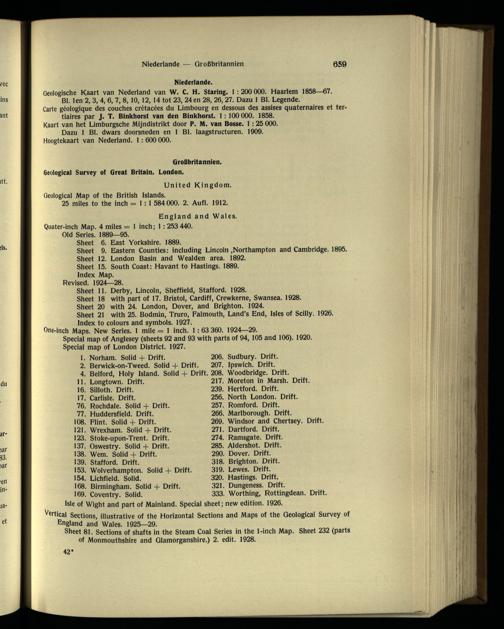 Niederlande — Großbritannien 659
Niederlande.
Geologische Kaart van Nederland van W. C. H. Staring. 1 : 200 000. Haarlem 1858—67.
Bl. 1en 2, 3, 4, 6, 7, 8, 10, 12, 14 tot 23, 24 en 28, 26, 27. Dazu 1 Bl. Legende.
Carte géologique des couches crétacées du Limbourg en dessous des assises quaternaires et ter-
tiaires par J. T. Binkhorst van den Binkhorst. 1 : 100 000. 1858.
Kaart van het Limburgsche Mijndistrikt door P. M. van Bosse. 1 : 25 000.
Dazu 1 Bl. dwars doorsneden en 1 Bl. laagstructuren. 1909.
Hoogtekaart van Nederland. 1 : 600 000.
Großbritannien.
Geological Survey of Great Britain. London.
United Kingdom.
Geological Map of the British Islands.
25 miles to the inch = 1 : 1 584 000. 2. Aufl. 1912.
England and Wales.
Quater-inch Map. 4 miles = 1 inch; 1 : 253 440.
Old Series. 1889—95.
Sheet 6. East Yorkshire. 1889.
Sheet 9. Eastern Counties: including Lincoln, Northampton and Cambridge. 1895.
Sheet 12. London Basin and Wealden area. 1892.
Sheet 15. South Coast: Havant to Hastings. 1889.
Index Map.
Revised. 1924—28.
Sheet 11. Derby, Lincoln, Sheffield, Stafford. 1928.
Sheet 18 with part of 17. Bristol, Cardiff, Crewkerne, Swansea. 1928.
Sheet 20 with 24. London, Dover, and Brighton. 1924.
Sheet 21 with 25. Bodmin, Truro, Falmouth, Land's End, Isles of Scilly. 1926.
Index to colours and symbols. 1927.
One-inch Maps. New Series. 1 mile = 1 inch. 1 : 63 360. 1924—29.
Special map of Anglesey (sheets 92 and 93 with parts of 94, 105 and 106). 1920.
Special map of London District. 1927.
1. Norham. Solid + Drift.
2. Berwick-on-Tweed. Solid + Drift.
4. Belford, Holy Island. Solid + Drift.
11. Longtown. Drift.
16. Silloth. Drift.
17. Carlisle. Drift.
76. Rochdale. Solid + Drift.
77. Huddersfield. Drift.
108. Flint. Solid + Drift.
121. Wrexham. Solid + Drift.
123. Stoke-upon-Trent. Drift.
137. Oswestry. Solid + Drift.
138. Wem. Solid + Drift.
139. Stafford. Drift.
153. Wolverhampton. Solid + Drift.
154. Lichfield. Solid.
168. Birmingham. Solid + Drift.
169. Coventry. Solid.
206. Sudbury. Drift.
207. Ipswich. Drift.
208. Woodbridge. Drift.
217. Moreton in Marsh. Drift.
239. Hertford. Drift.
256. North London. Drift.
257. Romford. Drift.
266. Marlborough. Drift.
269. Windsor and Chertsey. Drift.
271. Dartford. Drift.
274. Ramsgate. Drift.
285. Aldershot. Drift.
290. Dover. Drift.
318. Brighton. Drift.
319. Lewes. Drift.
320. Hastings. Drift.
321. Dungeness. Drift.
333. Worthing, Rottingdean. Drift.
Isle of Wight and part of Mainland. Special sheet; new edition. 1926.
Vertical Sections, illustrative of the Horizontal Sections and Maps of the Geological Survey of
England and Wales. 1925—29.
Sheet 81. Sections of shafts in the Steam Coal Series in the 1-inch Map. Sheet 232 (parts
of Monmouthshire and Glamorganshire.) 2. edit. 1928.
42*